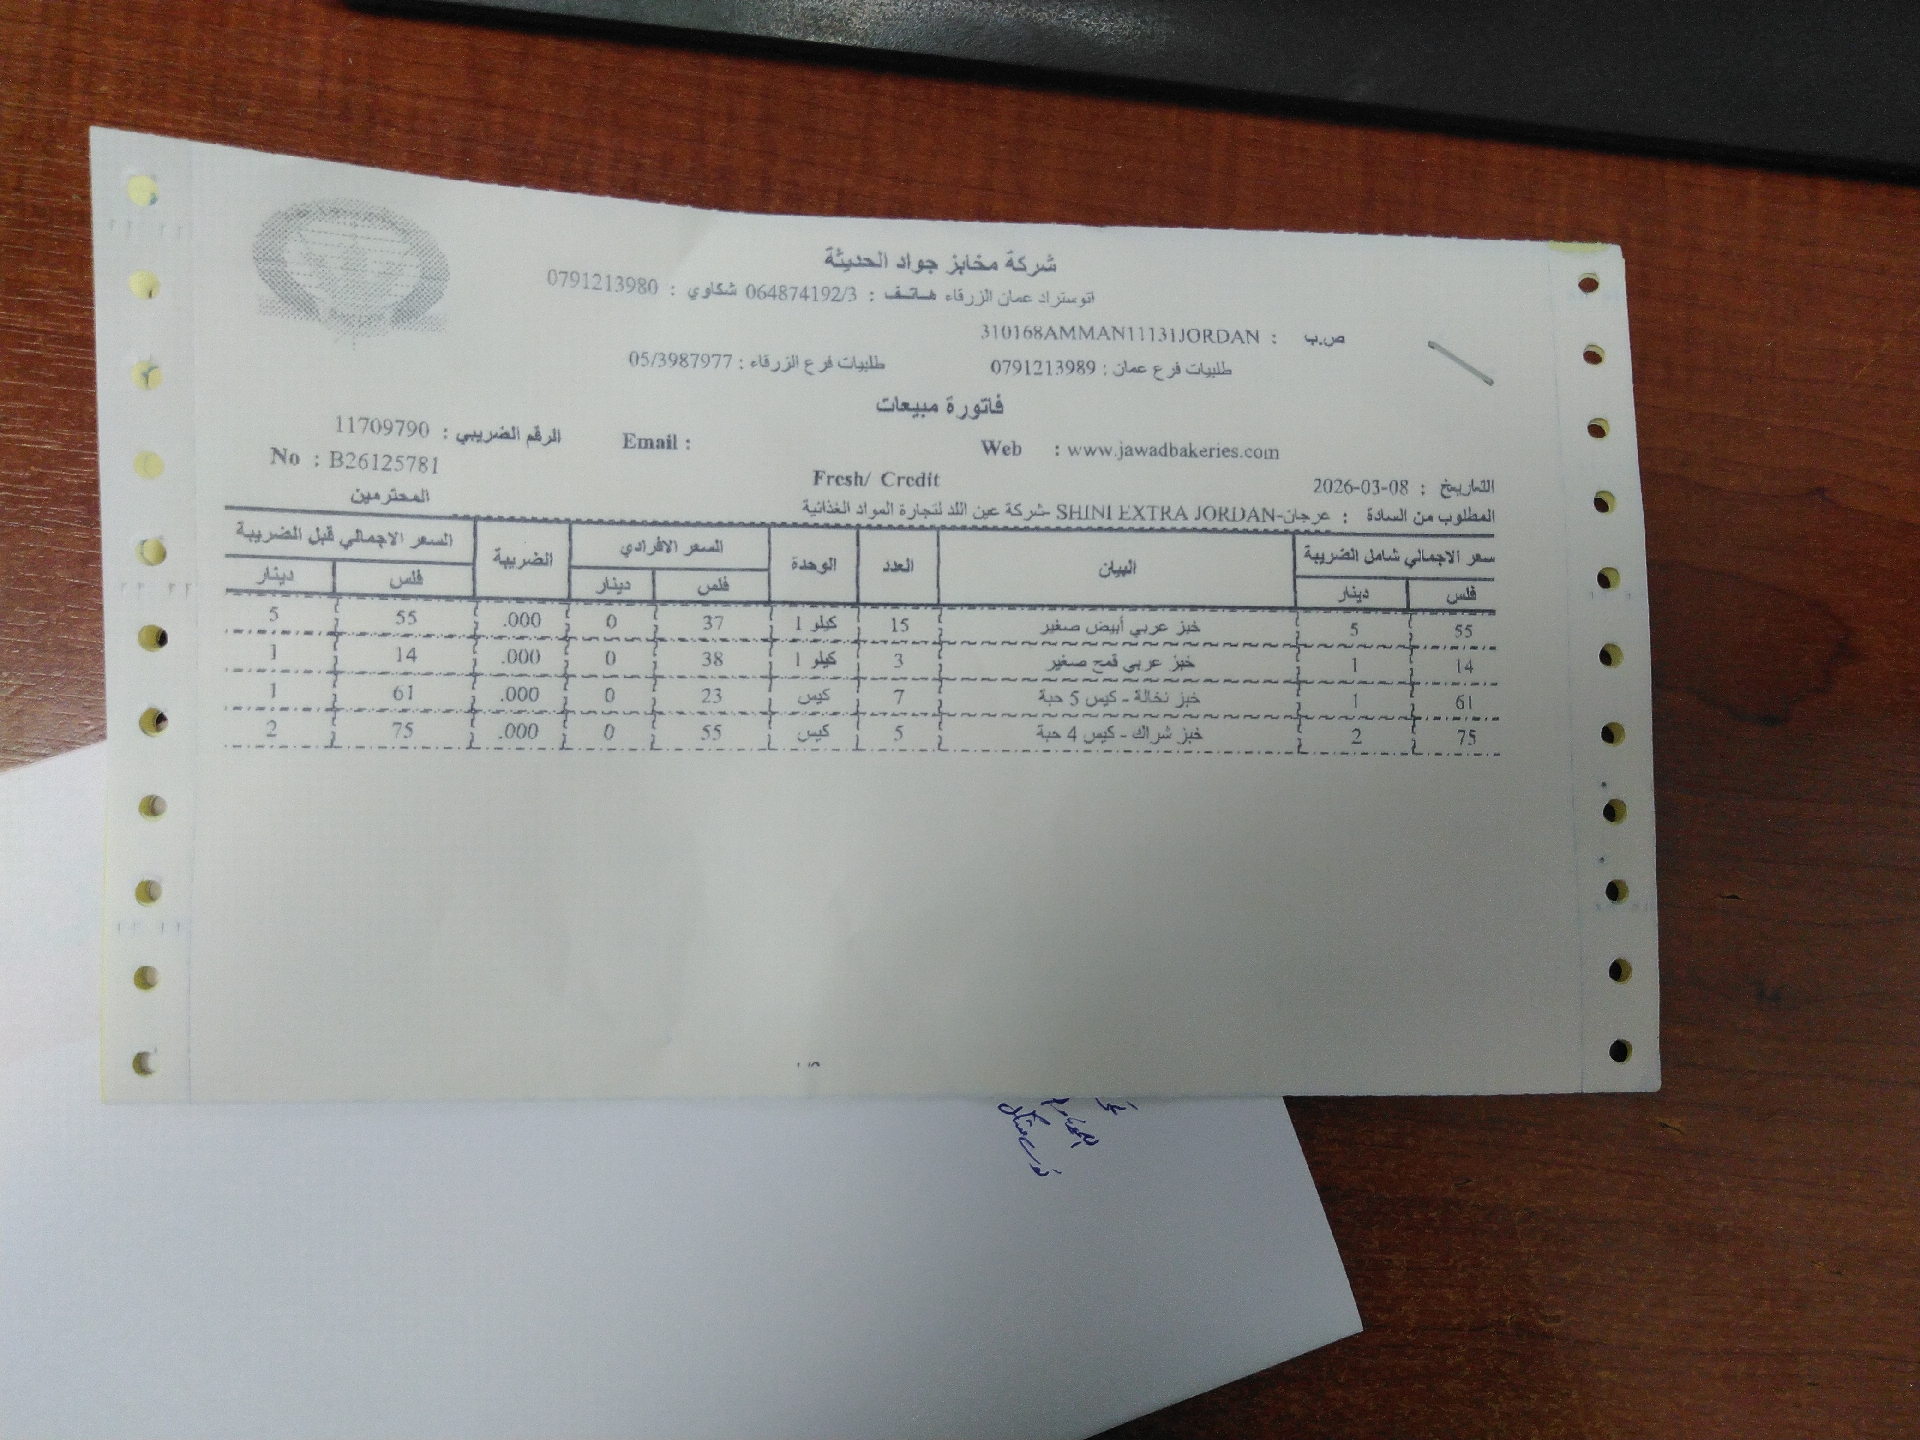 شركة مخابز جواد الحديثة
اتوستراد عمان الزرقاء هاتف : 064874192/3 شكاوي : 0791213980
ص.ب : 310168AMMAN11131JORDAN
طلبيات فرع عمان : 0791213989 طلبيات فرع الزرقاء : 05/3987977
فاتورة مبيعات
Web : www.jawadbakeries.com Email : الرقم الضريبي : 11709790
No : B26125781
التاريخ : 2026-03-08 Fresh/ Credit
المطلوب من السادة : عرجان-SHINI EXTRA JORDAN -شركة عين اللد لتجارة المواد الغذائية المحترمين
سعر الاجمالي شامل الضريبة البيان العدد الوحدة السعر الافرادي الضريبة السعر الاجمالي قبل الضريبة
فلس دينار فلس دينار فلس دينار
55 5 خبز عربي أبيض صغير 15 كيلو 1 37 0 .000 55 5
14 1 خبز عربي قمح صغير 3 كيلو 1 38 0 .000 14 1
61 1 خبز نخالة - كيس 5 حبة 7 كيس 23 0 .000 61 1
75 2 خبز شراك - كيس 4 حبة 5 كيس 55 0 .000 75 2